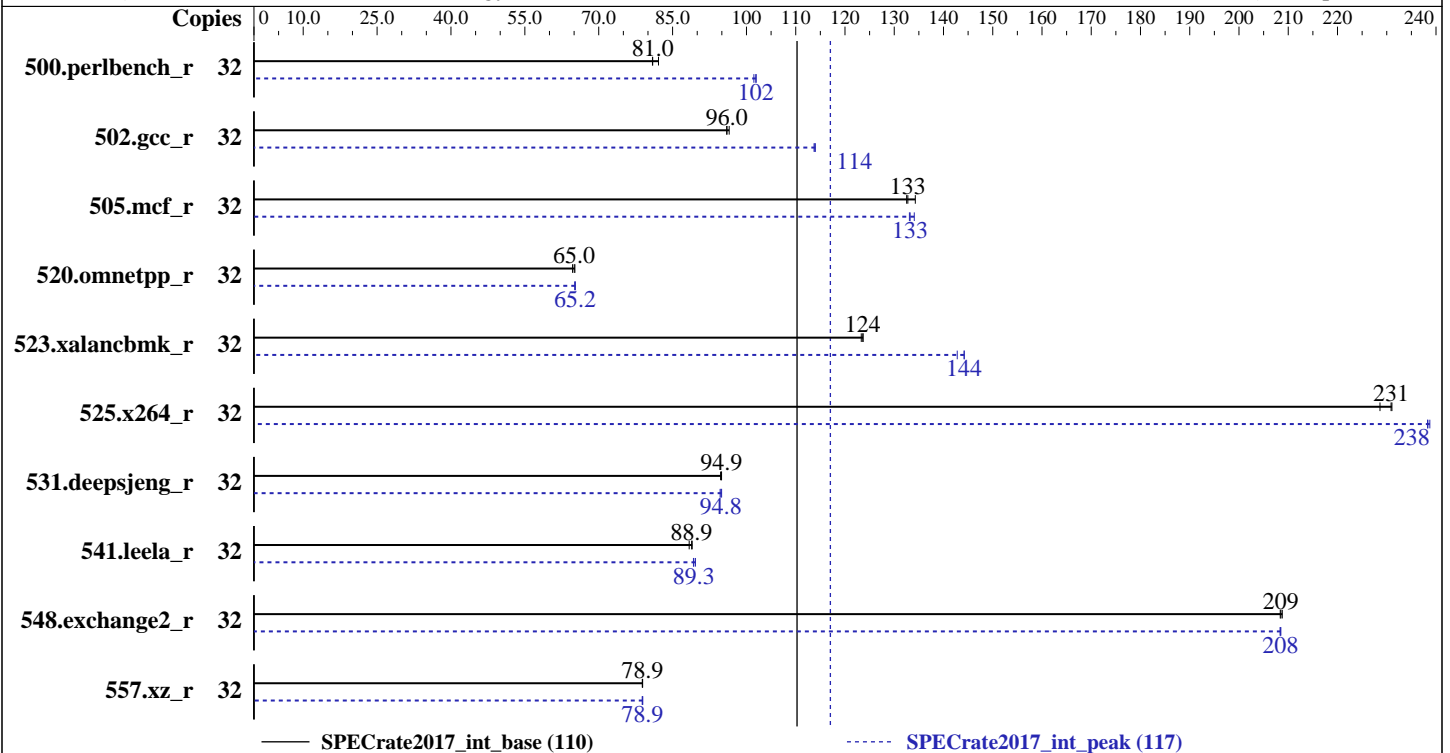 Copies 0 10.0 25.0 40.0 55.0 70.0 85.0 100 110 120 130 140 150 160 170 180 190 200 210 220 240
81.0
500.perlbench_r 32
102
96.0
502.gcc_r 32
114
133
505.mcf_r 32
133
65.0
520.omnetpp_r 32
65.2
124
523.xalancbmk_r 32
144
231
525.x264_r 32
238
94.9
531.deepsjeng_r 32
94.8
88.9
541.leela_r 32
89.3
209
548.exchange2_r 32
208
78.9
557.xz_r 32
78.9
SPECrate2017_int_base (110) SPECrate2017_int_peak (117)